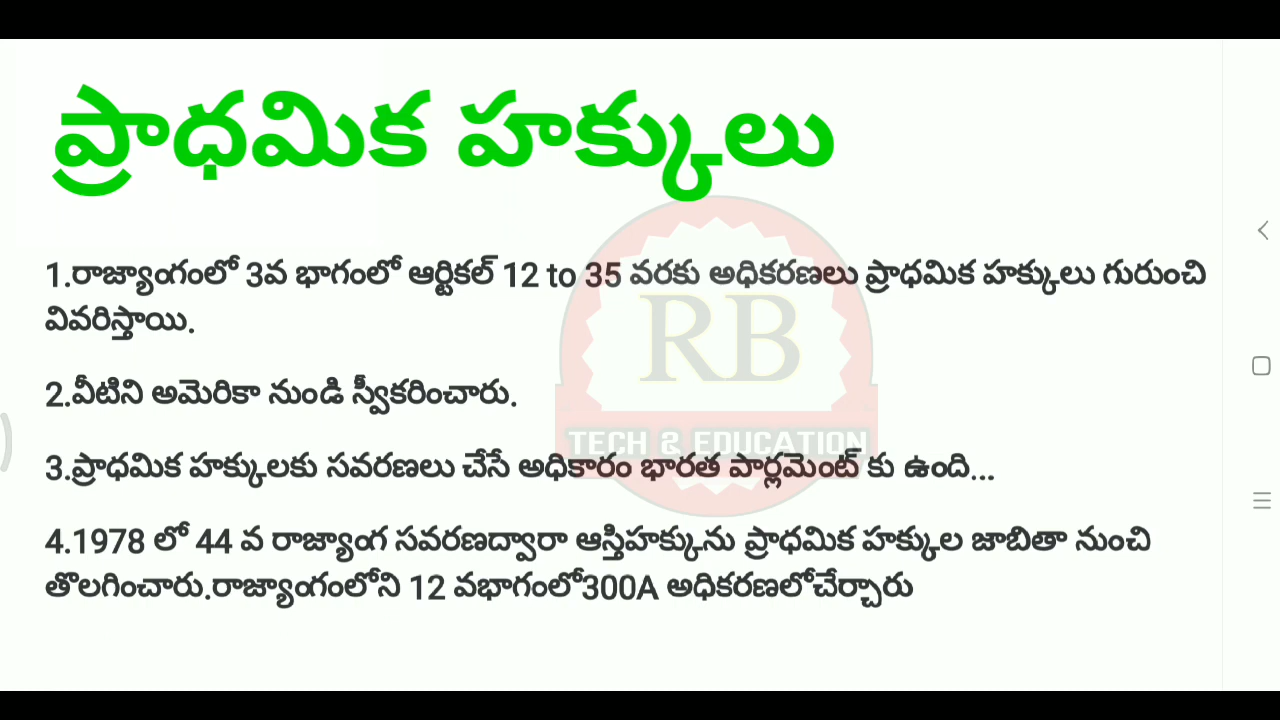 ప్రాధమిక హక్కులు
1.రాజ్యాంగంలో 3వ భాగంలో ఆర్టికల్ 12 to 35 వరకు అధికరణలు ప్రాధమిక హక్కులు గురుంచి
వివరిస్తాయి.
2.వీటిని అమెరికా నుండి స్వీకరించారు.
RB
TECH & EDUCATION
3.ప్రాధమిక హక్కులకు సవరణలు చేసే అధికారం భారత పార్లమెంట్ కు ఉంది...
4.1978 లో 44 వ రాజ్యాంగ సవరణద్వారా ఆస్తిహక్కును ప్రాధమిక హక్కుల జాబితా నుంచి
తొలగించారు.రాజ్యాంగంలోని 12 వభాగంలో300A అధికరణలోచేర్చారు